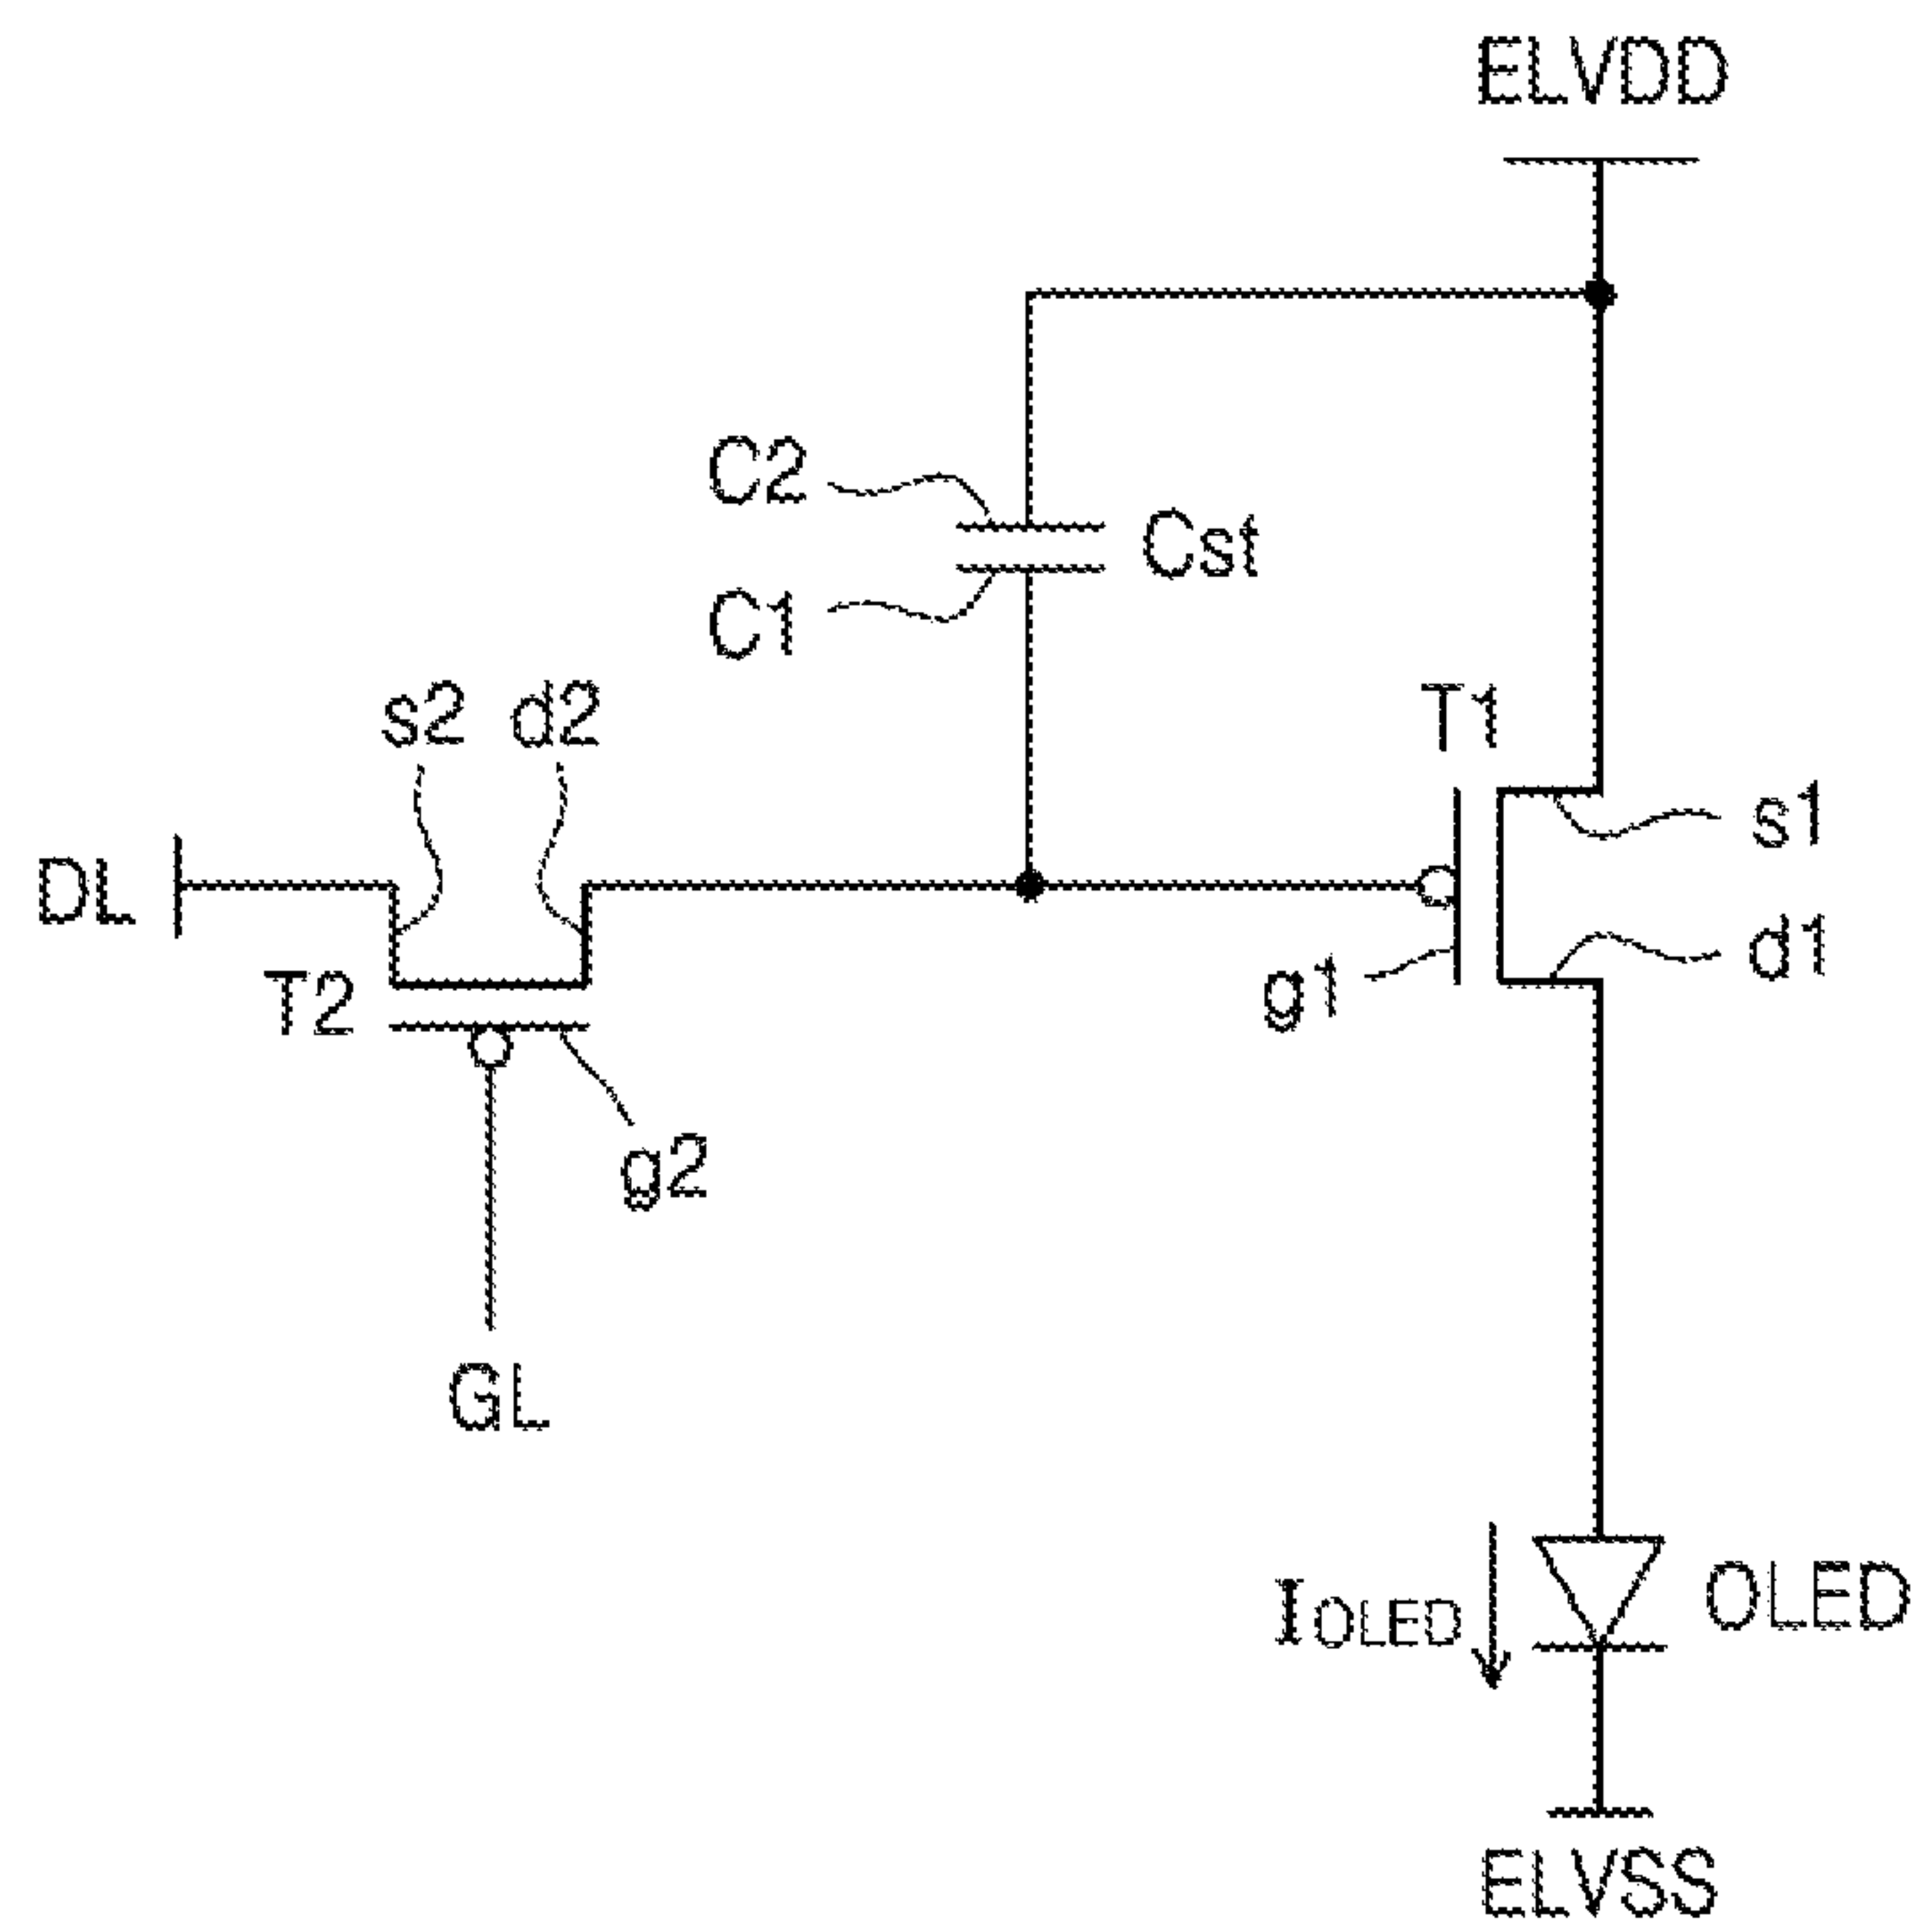 ELVDD
C2
Cst
C1
s2 d2
T1
s1
DL
d1
T2
g1
g2
GL
OLED
IOLED
ELVSS